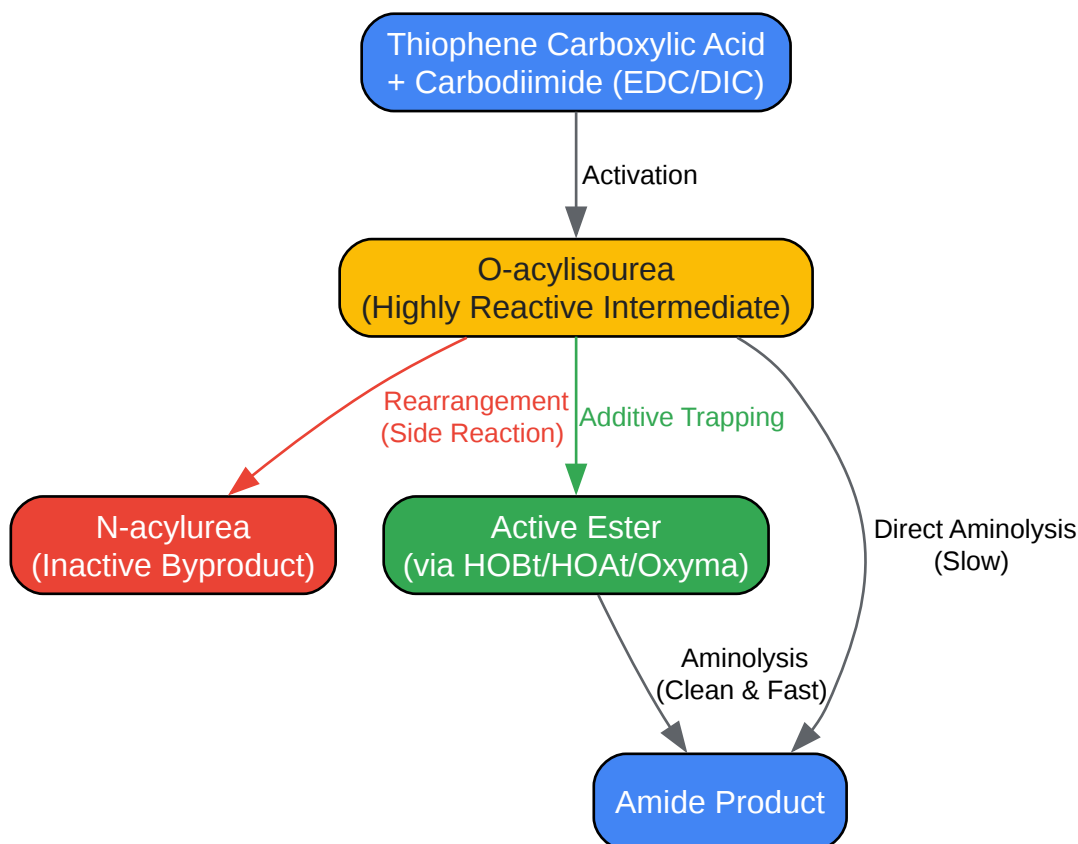 Thiophene Carboxylic Acid
+ Carbodiimide (EDC/DIC)
Activation
O-acylisourea
(Highly Reactive Intermediate)
Rearrangement
(Side Reaction)
Additive Trapping
N-acylurea
(Inactive Byproduct)
Active Ester
(via HOBt/HOAt/Oxyma)
Direct Aminolysis
(Slow)
Aminolysis
(Clean & Fast)
Amide Product